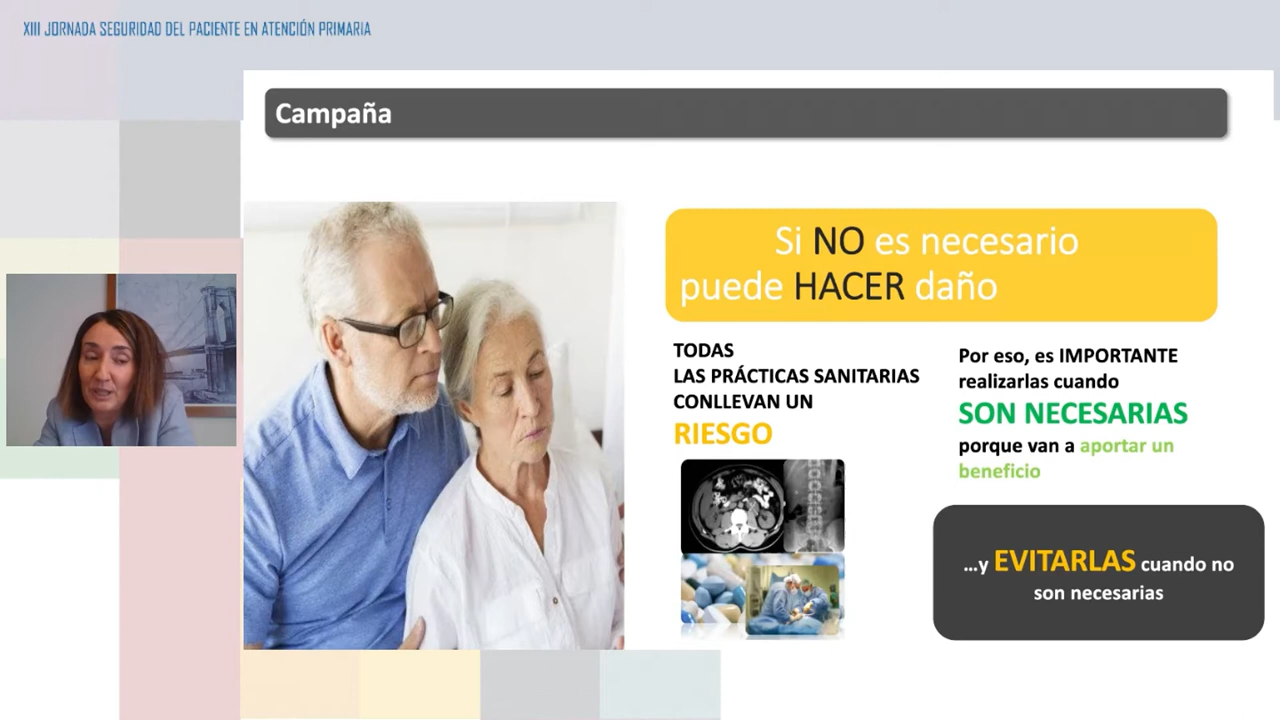 XIII JORNADA SEGURIDAD DEL PACIENTE EN ATENCIÓN PRIMARIA
Campaña
Si NO es necesario
puede HACER daño
TODAS
LAS PRÁCTICAS SANITARIAS
CONLLEVAN UN
RIESGO
Por eso, es IMPORTANTE
realizarlas cuando
SON NECESARIAS
porque van a aportar un
beneficio
...y EVITARLAS cuando no
son necesarias